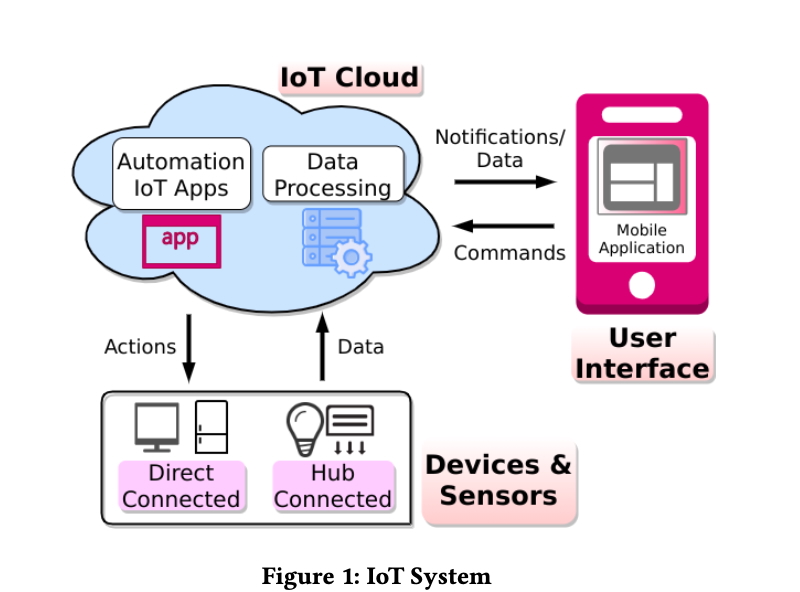 IoT Cloud
Automation
IoT Apps
Data
Processing
app
Notifications/
Data
Commands
Mobile
Application
User
Interface
Actions
Data
Direct
Connected
Hub
Connected
Devices &
Sensors
Figure 1: IoT System